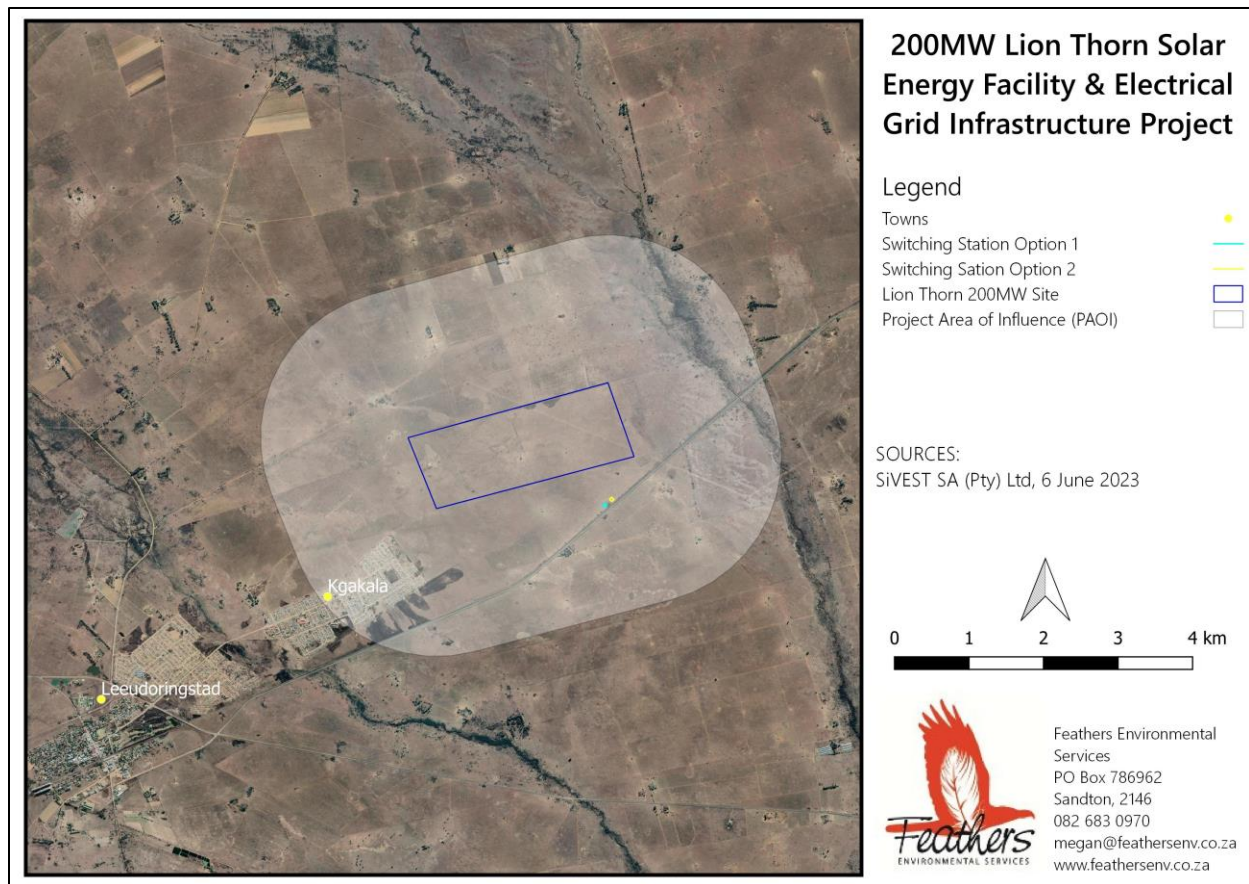 200MW Lion Thorn Solar
Energy Facility & Electrical
Grid Infrastructure Project
Legend
Towns
Switching Station Option 1
Switching Sation Option 2
Lion Thorn 200MW Site
Project Area of Influence (PAOI)
SOURCES:
SiVEST SA (Pty) Ltd, 6 June 2023
0 1 2 3 4 km
Kgakala
Leeudoringstad
Feathers
ENVIRONMENTAL SERVICES
Feathers Environmental
Services
PO Box 786962
Sandton, 2146
082 683 0970
megan@feathersenv.co.za
www.feathersenv.co.za